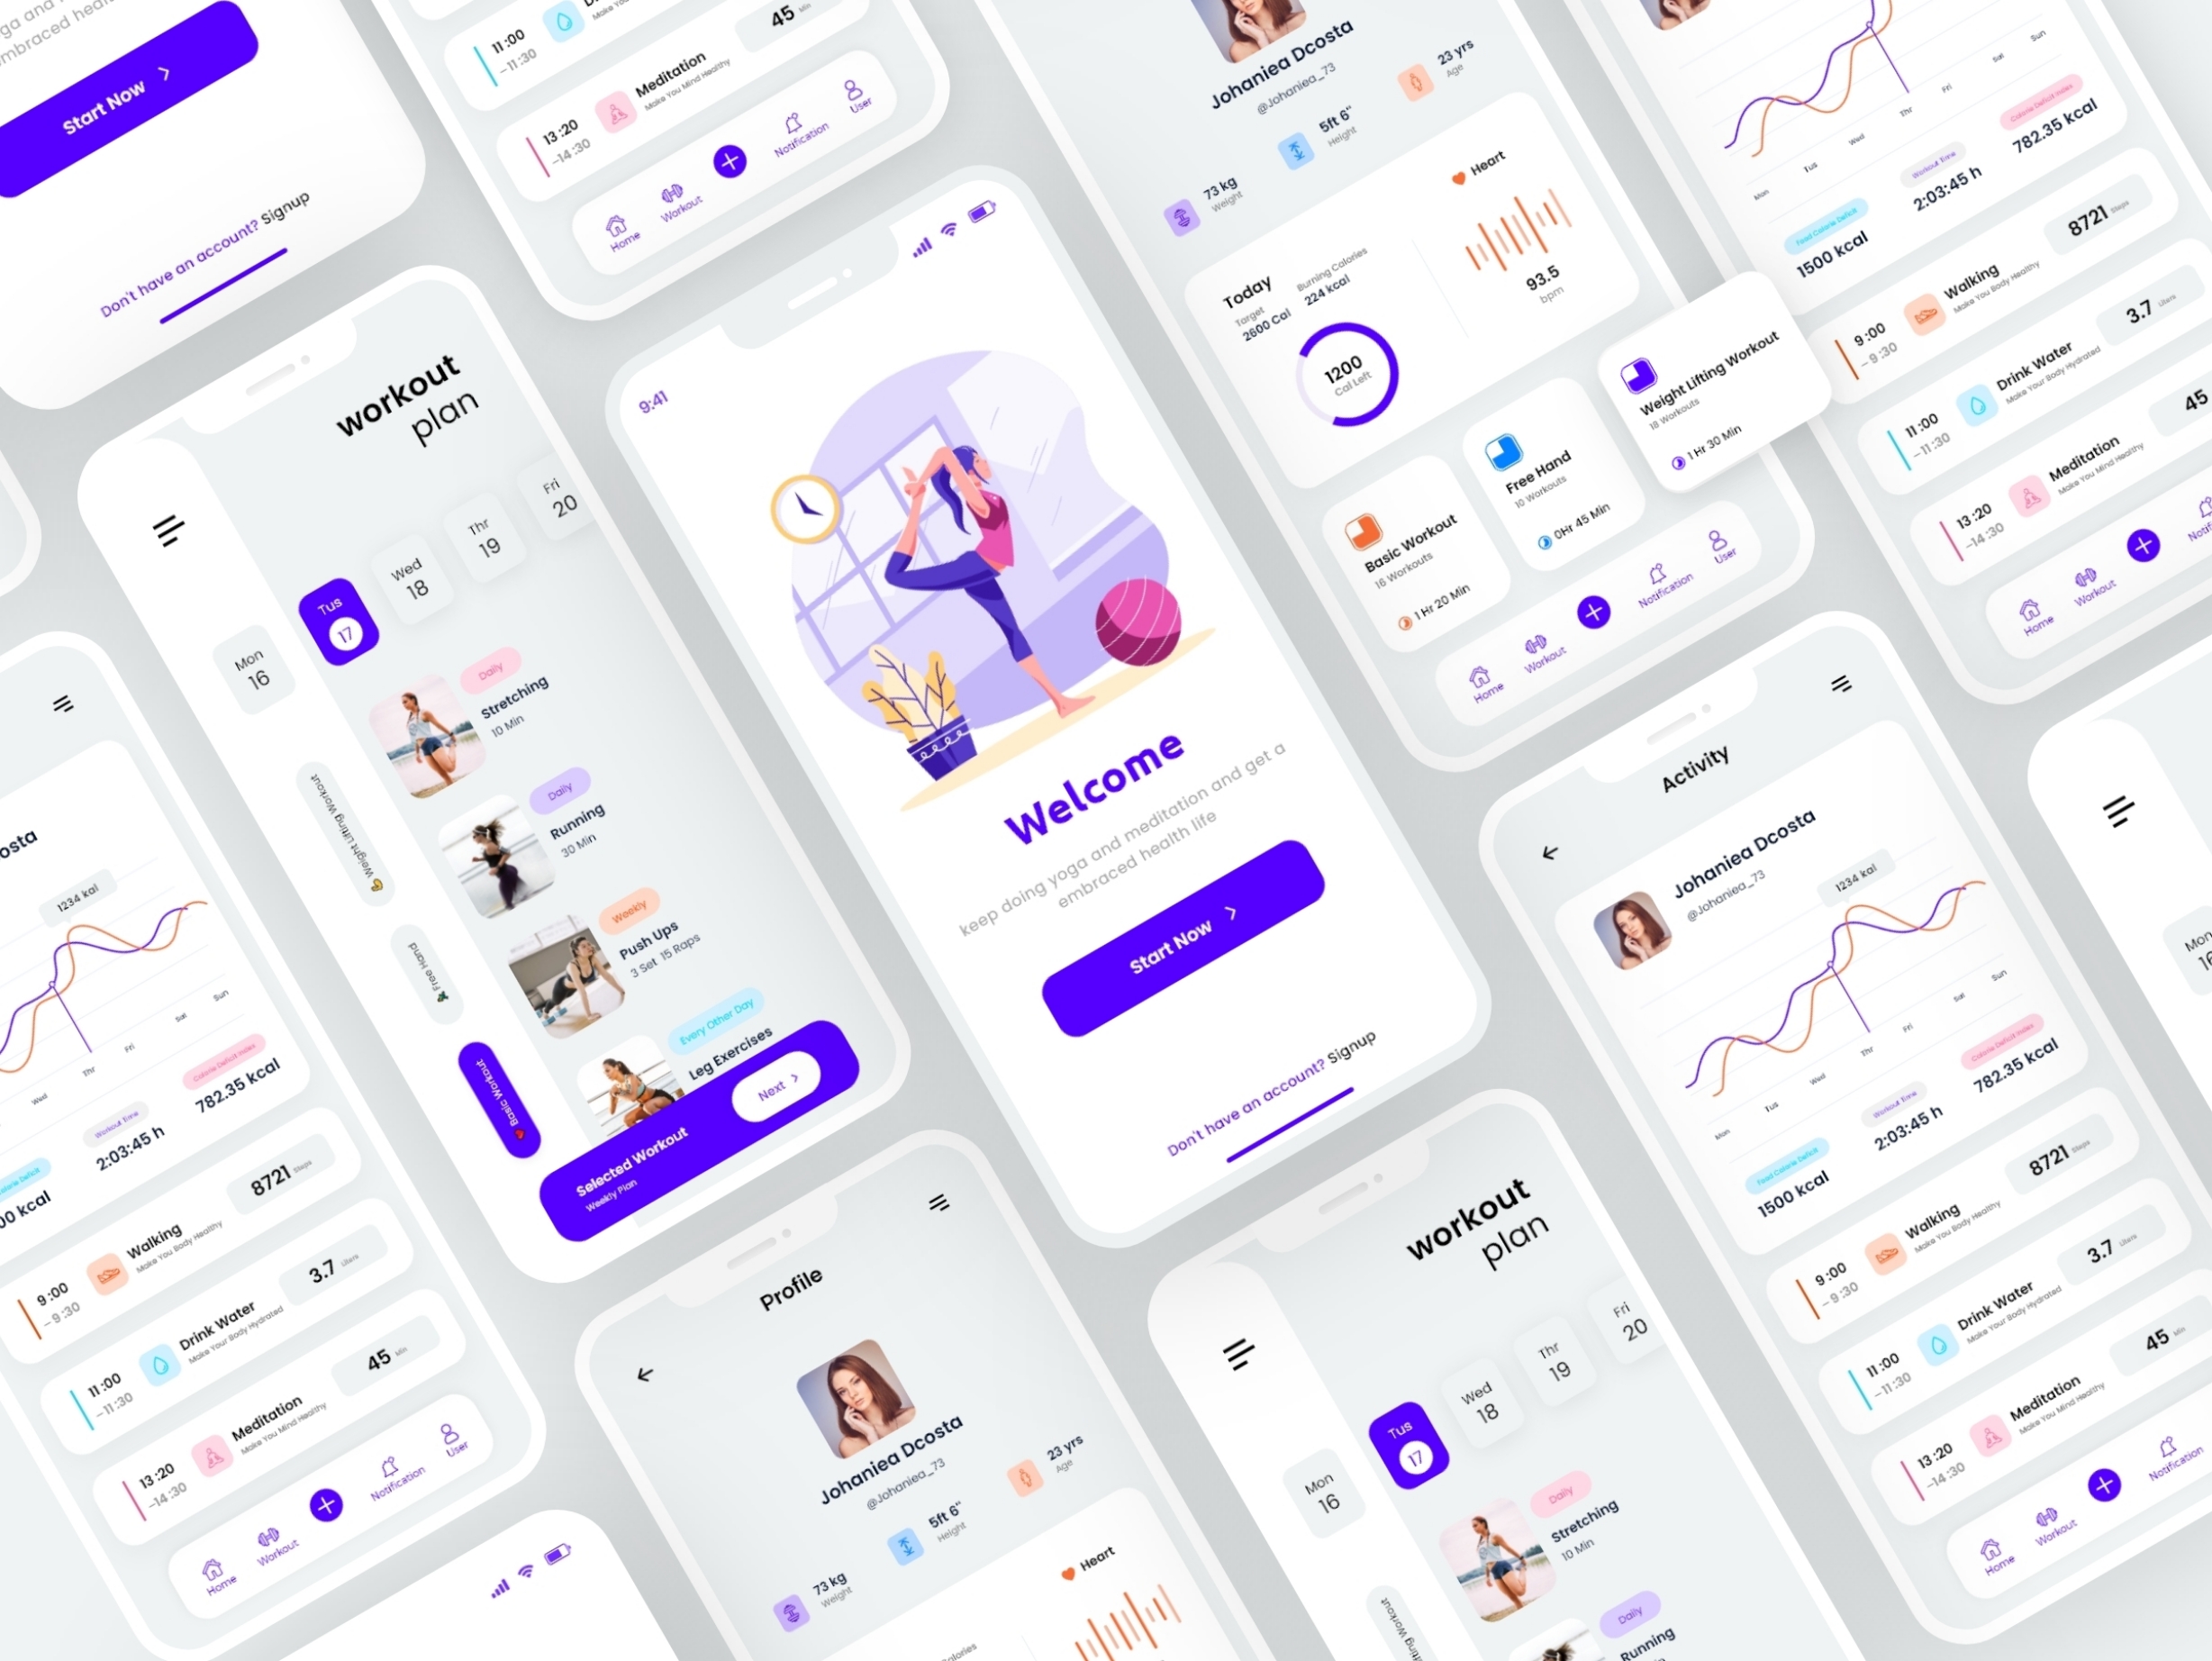 Start Now
Don't have an account? Signup
11:00
–11:30
13:20
–14:30
Meditation
Make You Mind Healthy
45 Min
Home
Workout
Notification
User
workout
plan
Mon
16
Tus
17
Wed
18
Thr
19
Fri
20
Daily
Stretching
10 Min
Daily
Running
30 Min
Weekly
Push Ups
3 Set 15 Raps
Every Other Day
Leg Exercises
Weight Lifting Workout
Free Hand
Basic Workout
Selected Workout
Weekly Plan
Next
9:41
Welcome
keep doing yoga and meditation and get a
embraced health life
Start Now
Don't have an account? Signup
Johaniea Dcosta
@Johaniea_73
73 kg
Weight
5ft 6"
Height
23 yrs
Age
Today
Target
2600 Cal
Burning Calories
224 kcal
1200
Cal Left
Heart
93.5
bpm
Basic Workout
16 Workouts
1 Hr 20 Min
Free Hand
10 Workouts
0Hr 45 Min
Weight Lifting Workout
18 Workouts
1 Hr 30 Min
Home
Workout
Notification
User
Mon
Tus
Wed
Thr
Fri
Sat
Sun
Food Calorie Deficit
1500 kcal
Workout Time
2:03:45 h
Calorie Deficit Index
782.35 kcal
9:00
–9:30
Walking
Make You Body Healthy
8721 Steps
11:00
–11:30
Drink Water
Make Your Body Hydrated
3.7 Liters
13:20
–14:30
Meditation
Make You Mind Healthy
45
Home
Workout
1234 kal
Wed
Thr
Fri
Sat
Sun
Workout Time
2:03:45 h
Calorie Deficit Index
782.35 kcal
9:00
–9:30
Walking
Make You Body Healthy
8721 Steps
11:00
–11:30
Drink Water
Make Your Body Hydrated
3.7 Liters
13:20
–14:30
Meditation
Make You Mind Healthy
45 Min
Home
Workout
Notification
User
Profile
Johaniea Dcosta
@Johaniea_73
73 kg
Weight
5ft 6"
Height
23 yrs
Age
Heart
workout
plan
Mon
16
Tus
17
Wed
18
Thr
19
Fri
20
Daily
Stretching
10 Min
Daily
Running
Activity
Johaniea Dcosta
@Johaniea_73
1234 kal
Mon
Tus
Wed
Thr
Fri
Sat
Sun
Food Calorie Deficit
1500 kcal
Workout Time
2:03:45 h
Calorie Deficit Index
782.35 kcal
9:00
–9:30
Walking
Make You Body Healthy
8721 Steps
11:00
–11:30
Drink Water
Make Your Body Hydrated
3.7 Liters
13:20
–14:30
Meditation
Make You Mind Healthy
45 Min
Home
Workout
Notification
Mon